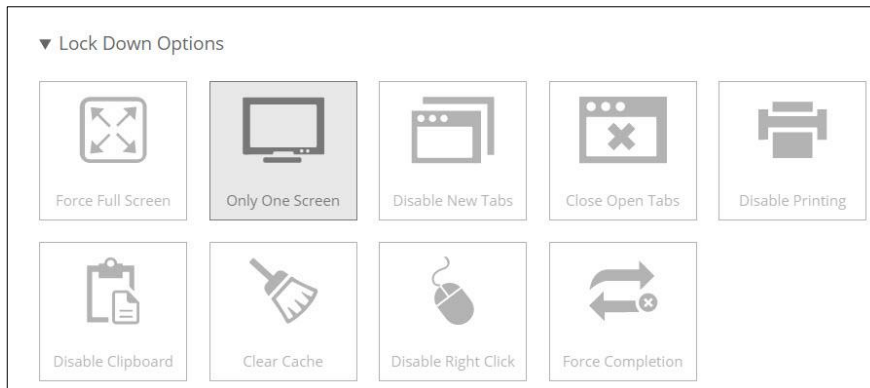 ▼ Lock Down Options
Force Full Screen
Only One Screen
Disable New Tabs
Close Open Tabs
Disable Printing
Disable Clipboard
Clear Cache
Disable Right Click
Force Completion